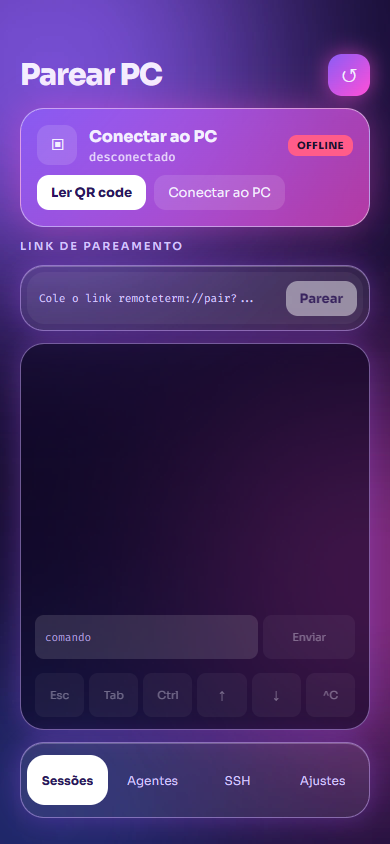 Parear PC
↺
▣
Conectar ao PC
desconectado
OFFLINE
Ler QR code
Conectar ao PC
LINK DE PAREAMENTO
Cole o link remoteterm://pair?...
Parear
comando
Enviar
Esc
Tab
Ctrl
↑
↓
^C
Sessões
Agentes
SSH
Ajustes